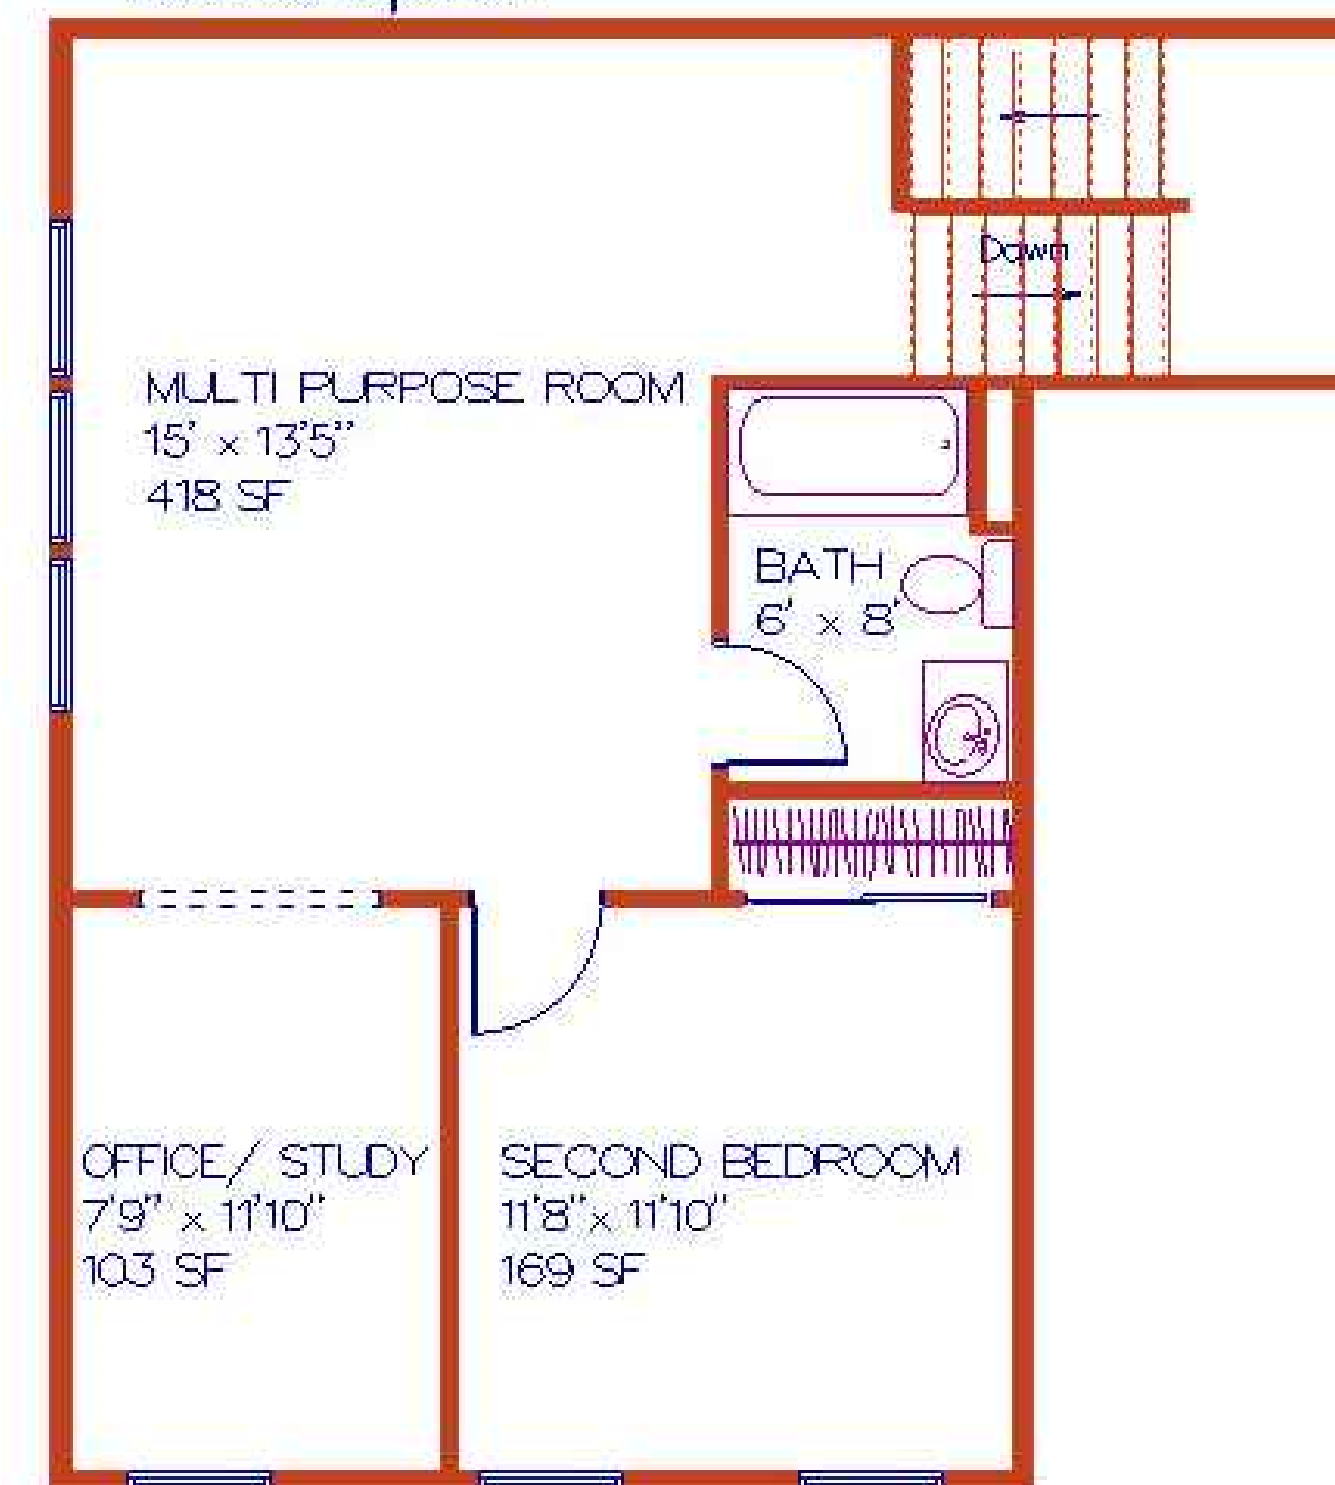 Down
MULTI PURPOSE ROOM
15' x 13'5"
418 SF
BATH
6' x 8'
OFFICE/ STUDY
7'9" x 11'10"
103 SF
SECOND BEDROOM
11'8" x 11'10"
169 SF